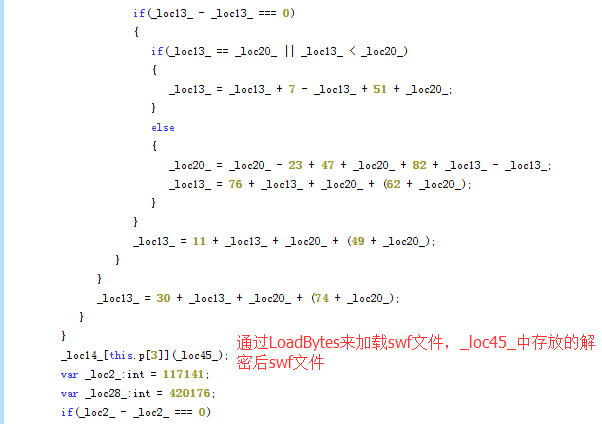 if(_loc13_ - _loc13_ === 0)
{
if(_loc13_ == _loc20_ || _loc13_ < _loc20_)
{
_loc13_ = _loc13_ + 7 - _loc13_ + 51 + _loc20_;
}
else
{
_loc20_ = _loc20_ - 23 + 47 + _loc20_ + 82 + _loc13_ - _loc13_;
_loc13_ = 76 + _loc13_ + _loc20_ + (62 + _loc20_);
}
}
_loc13_ = 11 + _loc13_ + _loc20_ + (49 + _loc20_);
}
}
_loc13_ = 30 + _loc13_ + _loc20_ + (74 + _loc20_);
}
}
_loc14_[this.p[3]](_loc45_);
通过LoadBytes来加载swf文件，_loc45_中存放的解
密后swf文件
var _loc2_:int = 117141;
var _loc28_:int = 420176;
if(_loc2_ - _loc2_ === 0)